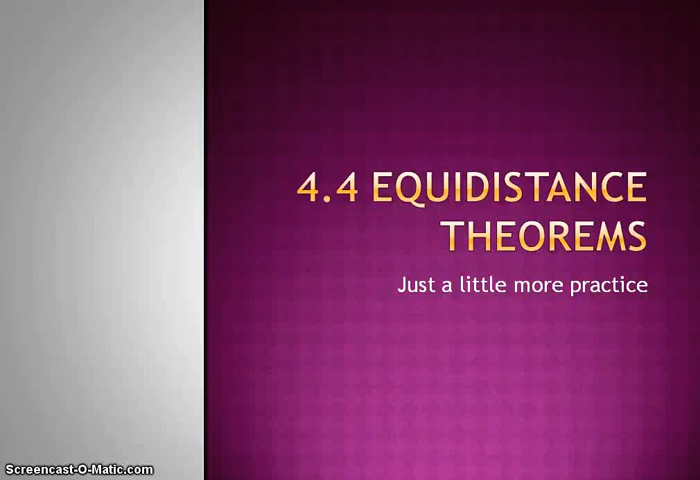 4.4 EQUIDISTANCE
THEOREMS
Just a little more practice
Screencast-O-Matic.com